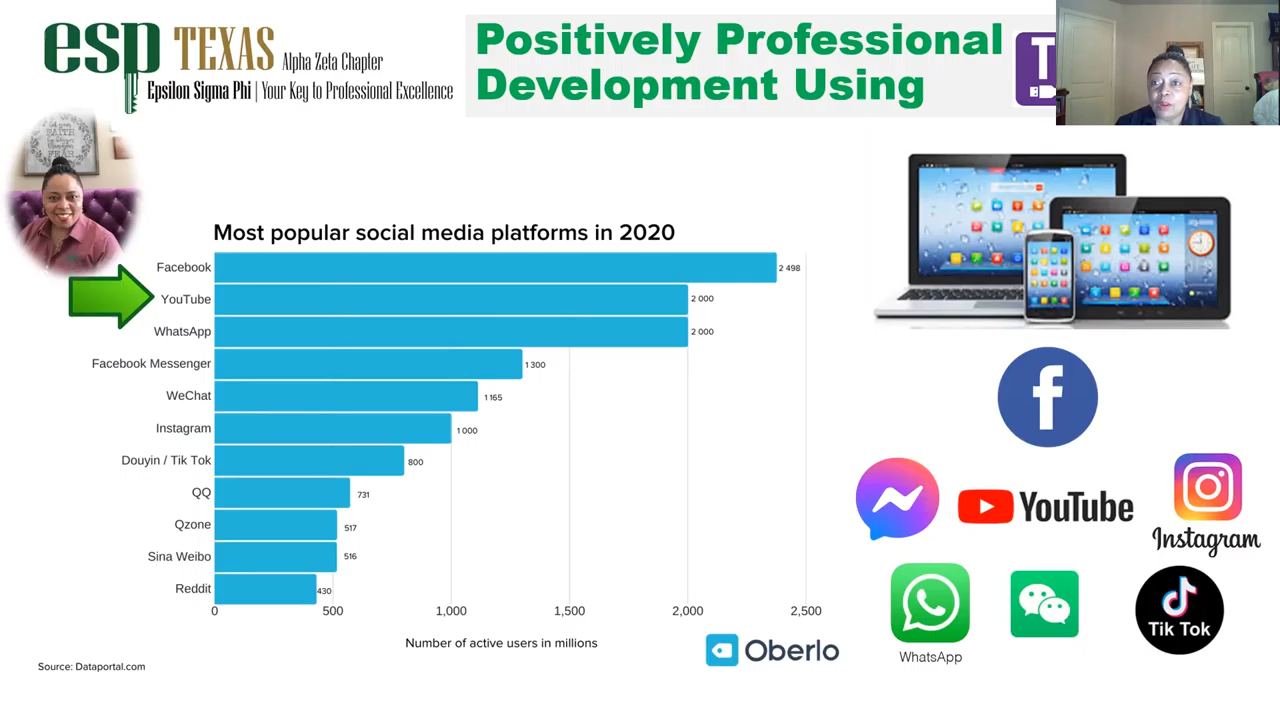 esp TEXAS Alpha Zeta Chapter
Epsilon Sigma Phi | Your Key to Professional Excellence
Positively Professional
Development Using
T
FAITH
FEAR
Most popular social media platforms in 2020
Facebook 2 498
YouTube 2 000
WhatsApp 2 000
Facebook Messenger 1 300
WeChat 1 165
Instagram 1 000
Douyin / Tik Tok 800
QQ 731
Qzone 517
Sina Weibo 516
Reddit 430
0 500 1,000 1,500 2,000 2,500
Number of active users in millions
Oberlo
Source: Dataportal.com
f
YouTube
Instagram
WhatsApp
Tik Tok